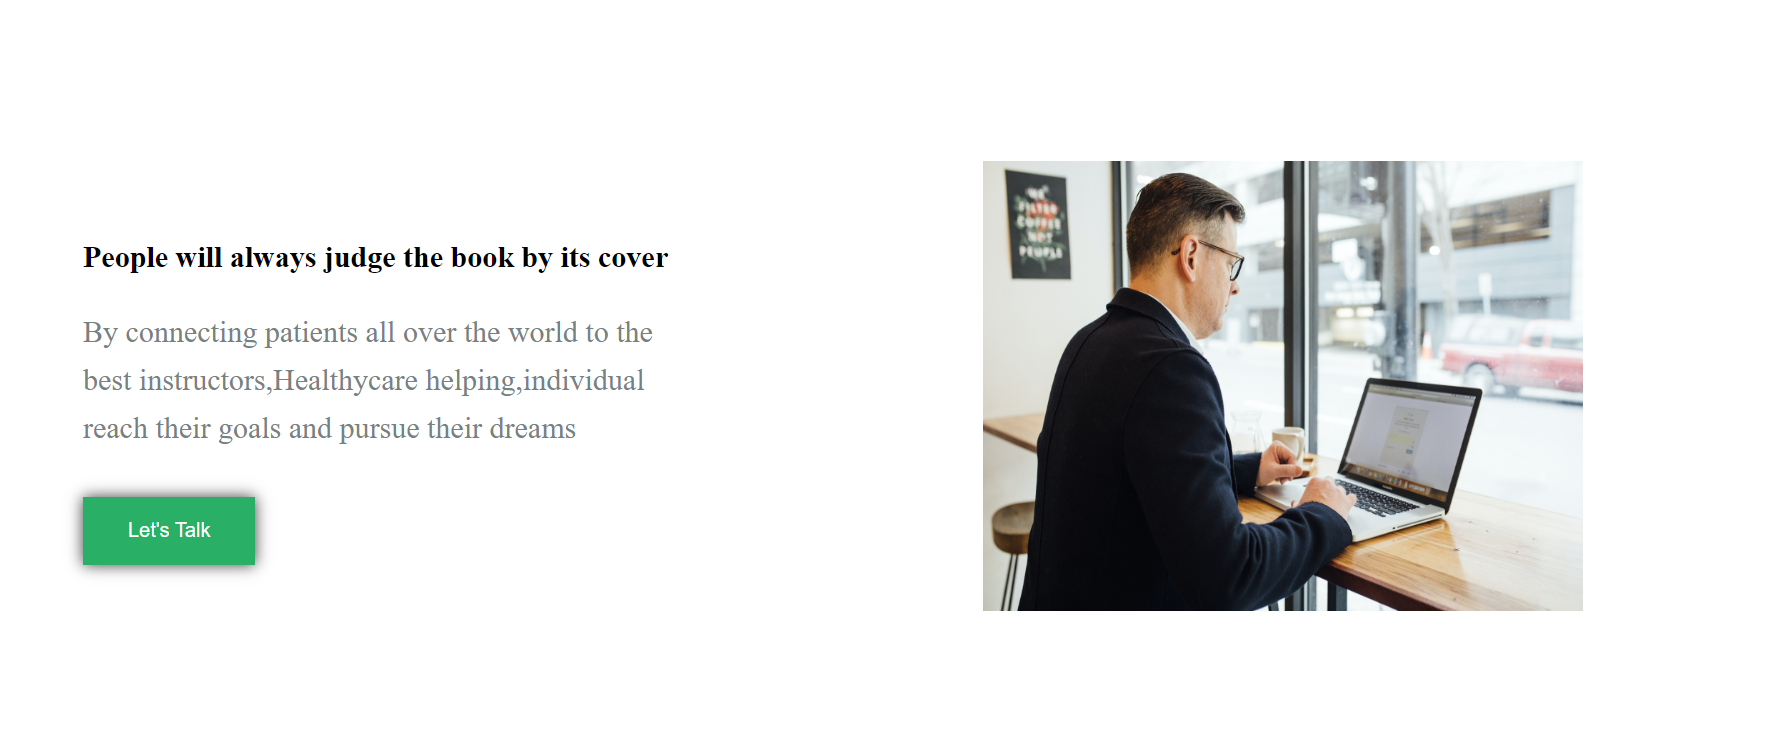 People will always judge the book by its cover
By connecting patients all over the world to the
best instructors,Healthycare helping,individual
reach their goals and pursue their dreams
Let's Talk
WE
FILTER
COFFEE
NOT
PEOPLE